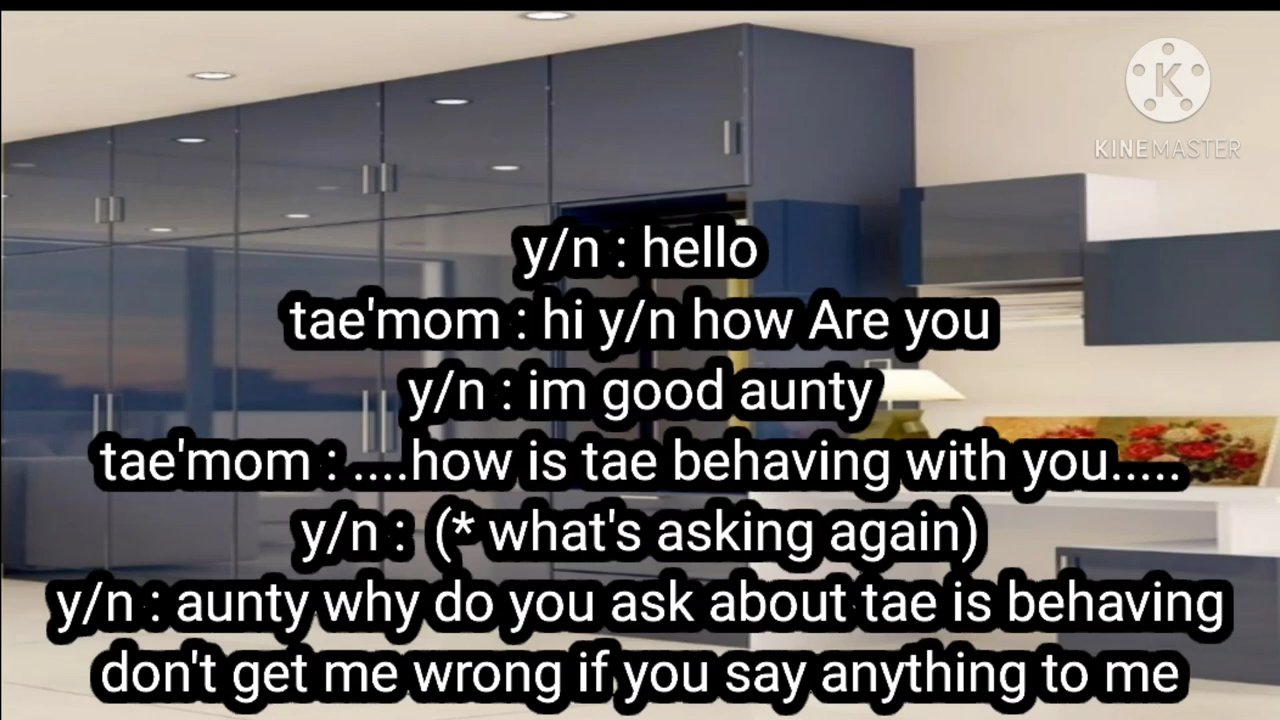 KINEMASTER
y/n : hello
tae'mom : hi y/n how Are you
y/n : im good aunty
tae'mom : ....how is tae behaving with you.....
y/n : (* what's asking again)
y/n : aunty why do you ask about tae is behaving
don't get me wrong if you say anything to me